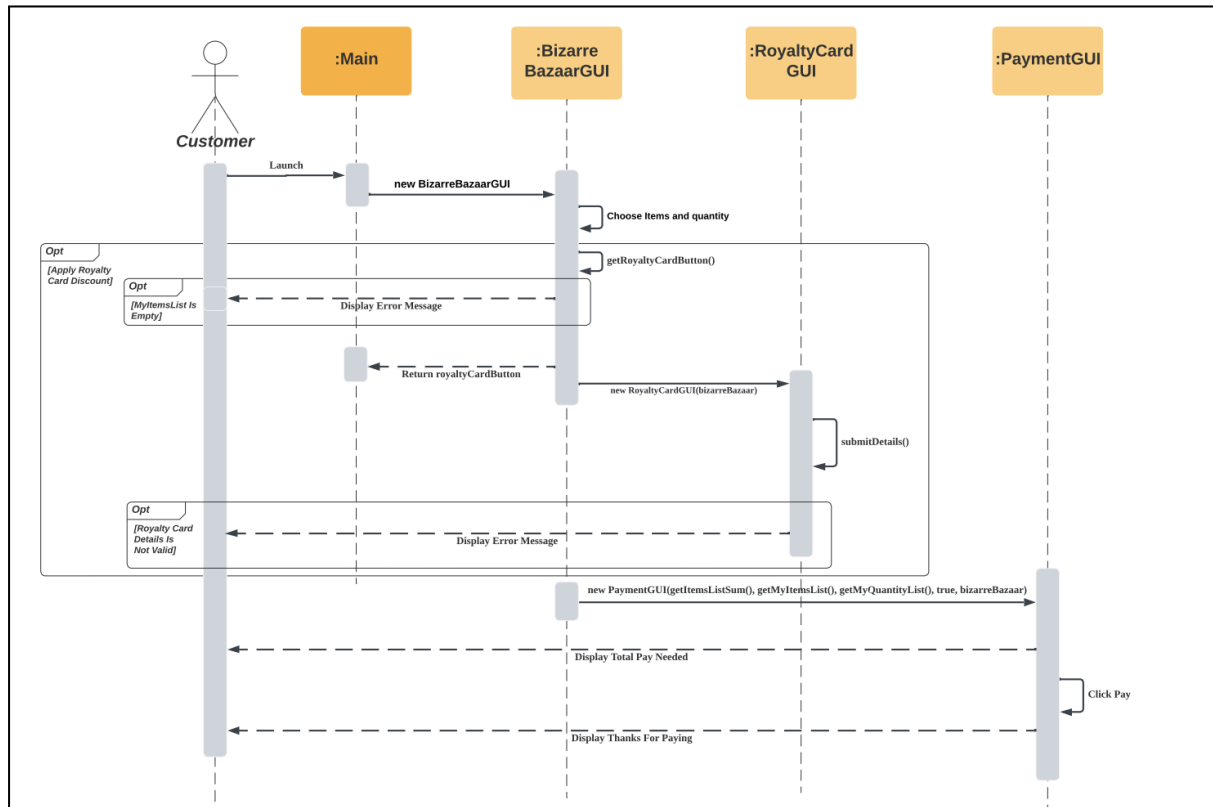 :Main
:Bizarre
BazaarGUI
:RoyaltyCard
GUI
:PaymentGUI
Customer
Launch
new BizarreBazaarGUI
Choose Items and quantity
Opt
[Apply Royalty
Card Discount]
getRoyaltyCardButton()
Opt
[MyItemsList Is
Empty]
Display Error Message
Return royaltyCardButton
new RoyaltyCardGUI(bizarreBazaar)
submitDetails()
Opt
[Royalty Card
Details Is
Not Valid]
Display Error Message
new PaymentGUI(getItemsListSum(), getMyItemsList(), getMyQuantityList(), true, bizarreBazaar)
Display Total Pay Needed
Click Pay
Display Thanks For Paying